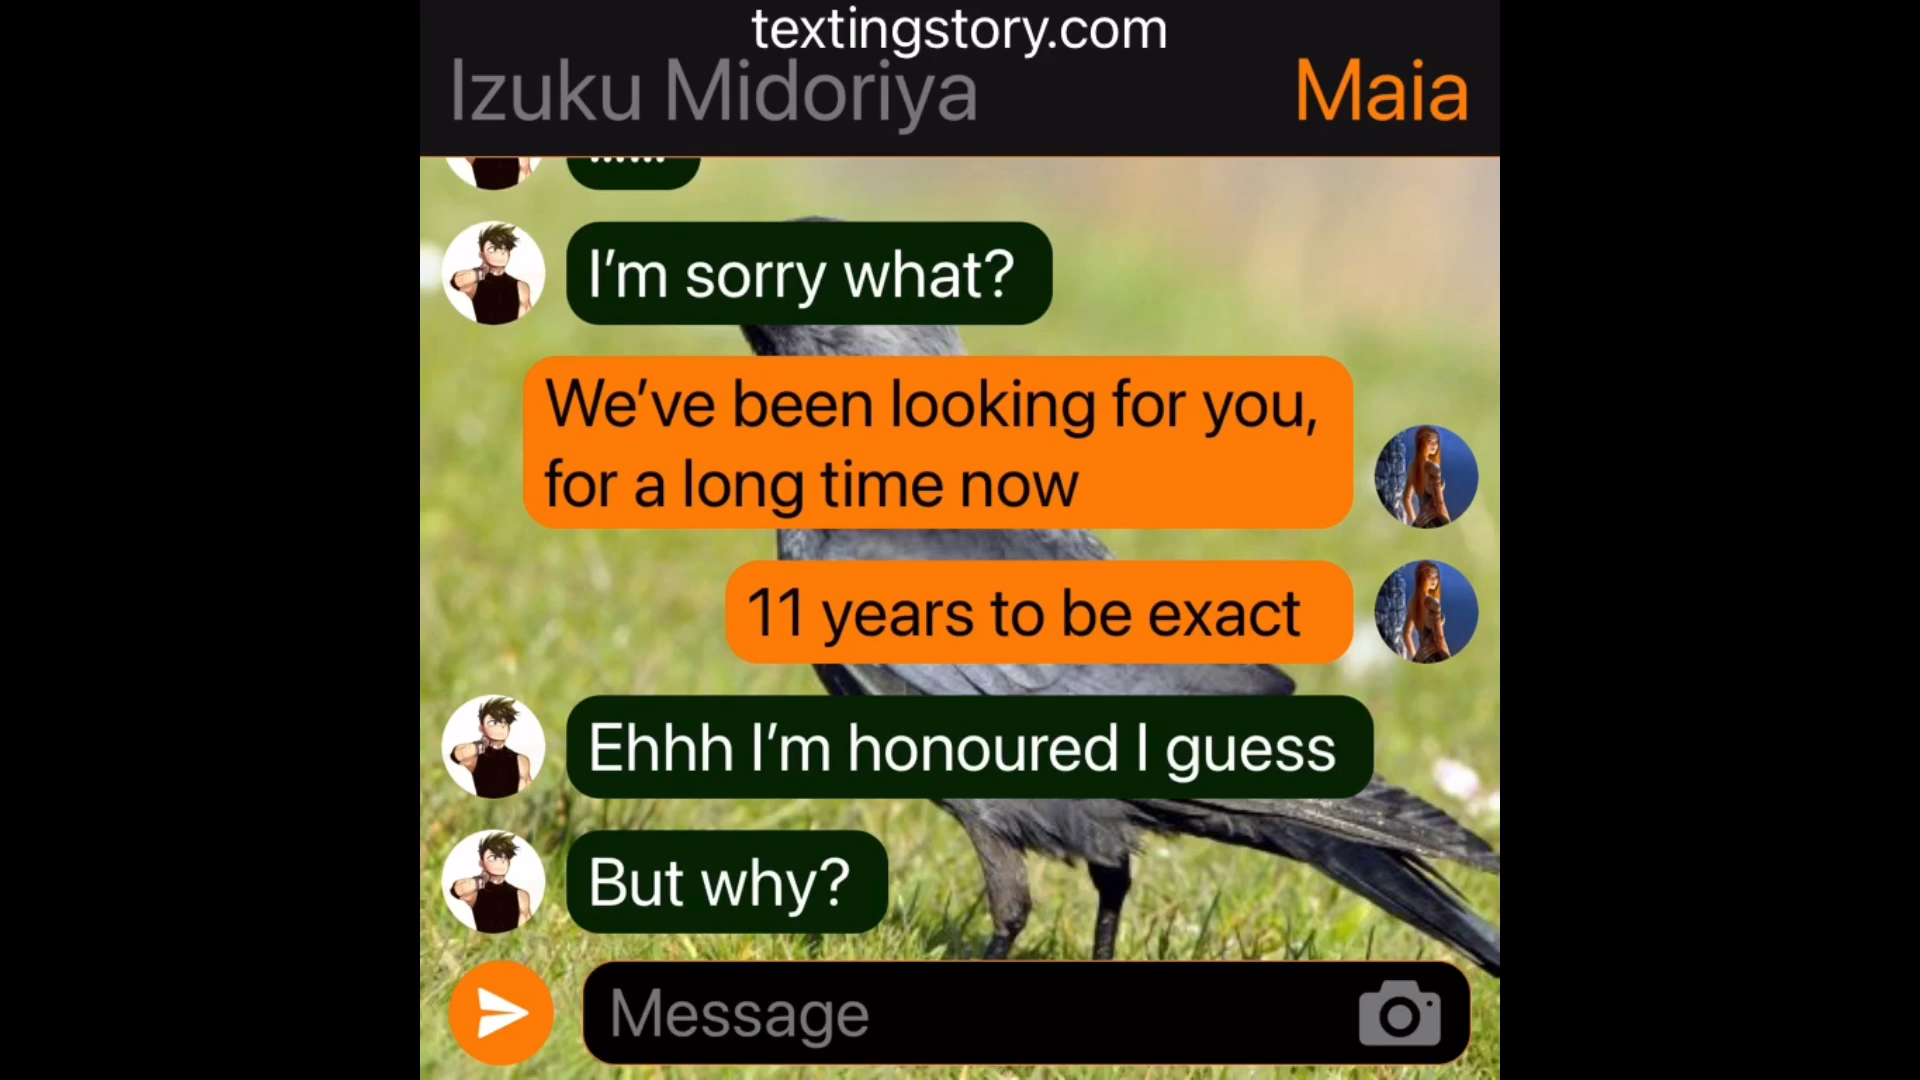 textingstory.com
Izuku Midoriya
Maia
......
I’m sorry what?
We’ve been looking for you,
for a long time now
11 years to be exact
Ehhh I’m honoured I guess
But why?
Message